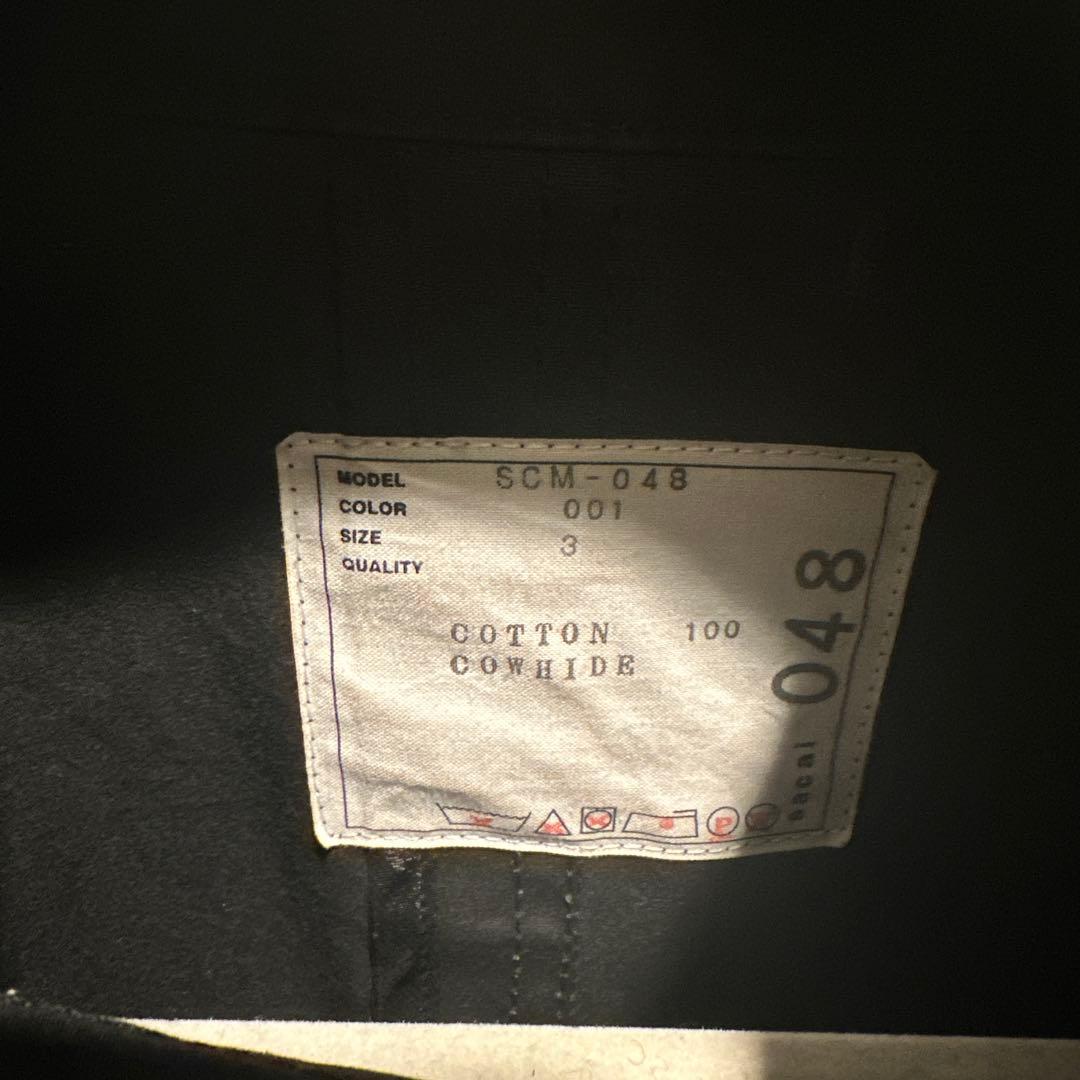 MODEL SCM-048
COLOR 001
SIZE 3
QUALITY
COTTON 100
COWHIDE
sacai 048
P